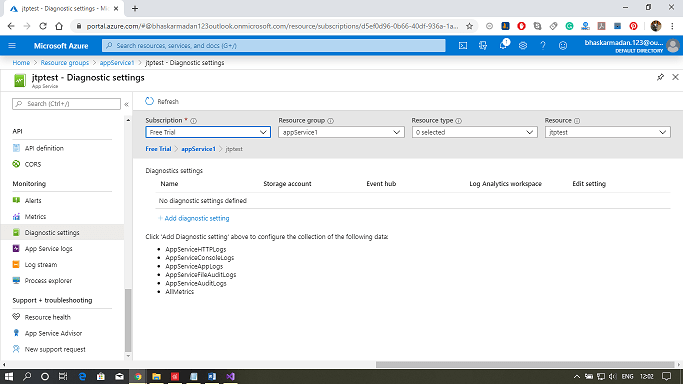 jtptest - Diagnostic settings - Mi
portal.azure.com/#@bhaskarmadan123outlook.onmicrosoft.com/resource/subscriptions/d5ef0d96-0b66-40df-936a-1a...
Microsoft Azure
Search resources, services, and docs (G+/)
1
bhaskarmadan.123@ou...
DEFAULT DIRECTORY
Home > Resource groups > appService1 > jtptest - Diagnostic settings
jtptest - Diagnostic settings
App Service
Search (Ctrl+/)
Refresh
Subscription *
Resource group
Resource type
Resource
Free Trial
appService1
0 selected
jtptest
Free Trial > appService1 > jtptest
API
API definition
CORS
Monitoring
Alerts
Metrics
Diagnostic settings
App Service logs
Log stream
Process explorer
Support + troubleshooting
Resource health
App Service Advisor
New support request
Diagnostics settings
Name
Storage account
Event hub
Log Analytics workspace
Edit setting
No diagnostic settings defined
+ Add diagnostic setting
Click 'Add Diagnostic setting' above to configure the collection of the following data:
• AppServiceHTTPLogs
• AppServiceConsoleLogs
• AppServiceAppLogs
• AppServiceFileAuditLogs
• AppServiceAuditLogs
• AllMetrics
ENG
12:02